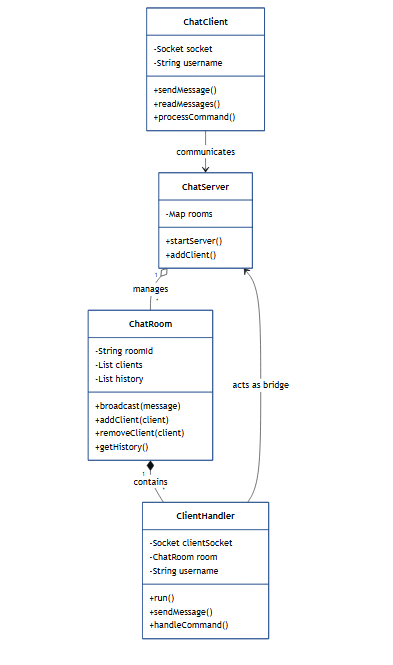 ChatClient
-Socket socket
-String username
+sendMessage()
+readMessages()
+processCommand()
communicates
ChatServer
-Map rooms
+startServer()
+addClient()
1
manages
*
ChatRoom
-String roomId
-List clients
-List history
+broadcast(message)
+addClient(client)
+removeClient(client)
+getHistory()
acts as bridge
1
contains
*
ClientHandler
-Socket clientSocket
-ChatRoom room
-String username
+run()
+sendMessage()
+handleCommand()